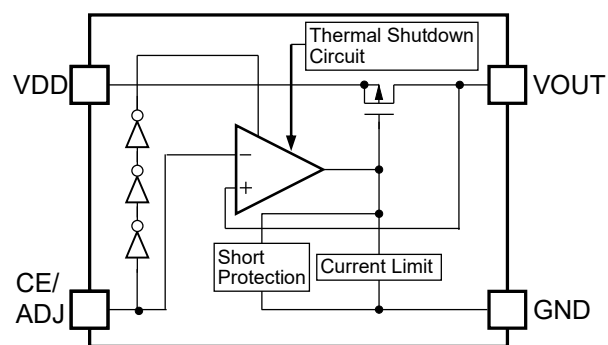 Thermal Shutdown
Circuit
VDD
VOUT
−
+
Short
Protection
Current Limit
CE/
ADJ
GND